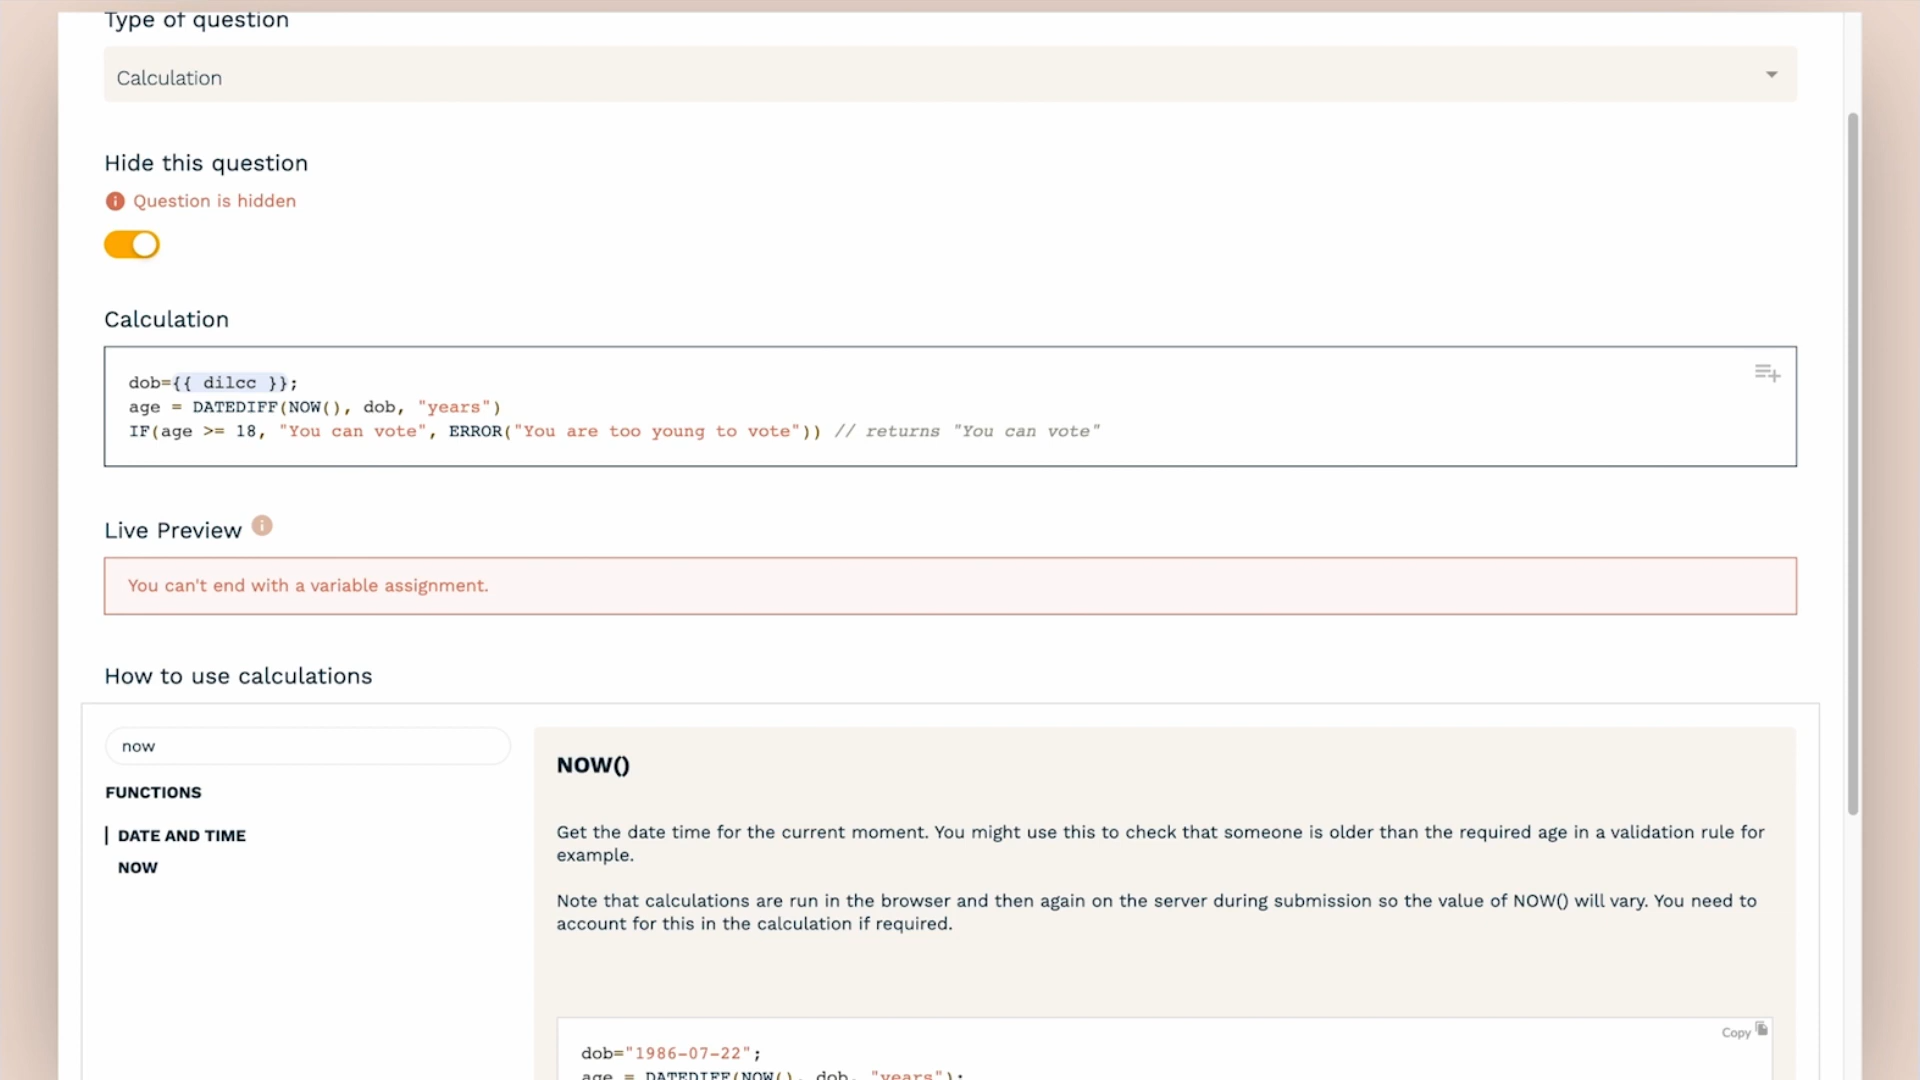 Type of question
Calculation
Hide this question
Question is hidden
Calculation
dob={{ dilcc }};
age = DATEDIFF(NOW(), dob, "years")
IF(age >= 18, "You can vote", ERROR("You are too young to vote")) // returns "You can vote"
Live Preview
You can't end with a variable assignment.
How to use calculations
now
FUNCTIONS
DATE AND TIME
NOW
NOW()
Get the date time for the current moment. You might use this to check that someone is older than the required age in a validation rule for
example.
Note that calculations are run in the browser and then again on the server during submission so the value of NOW() will vary. You need to
account for this in the calculation if required.
Copy
dob="1986-07-22";
age = DATEDIFF(NOW(), dob, "years");